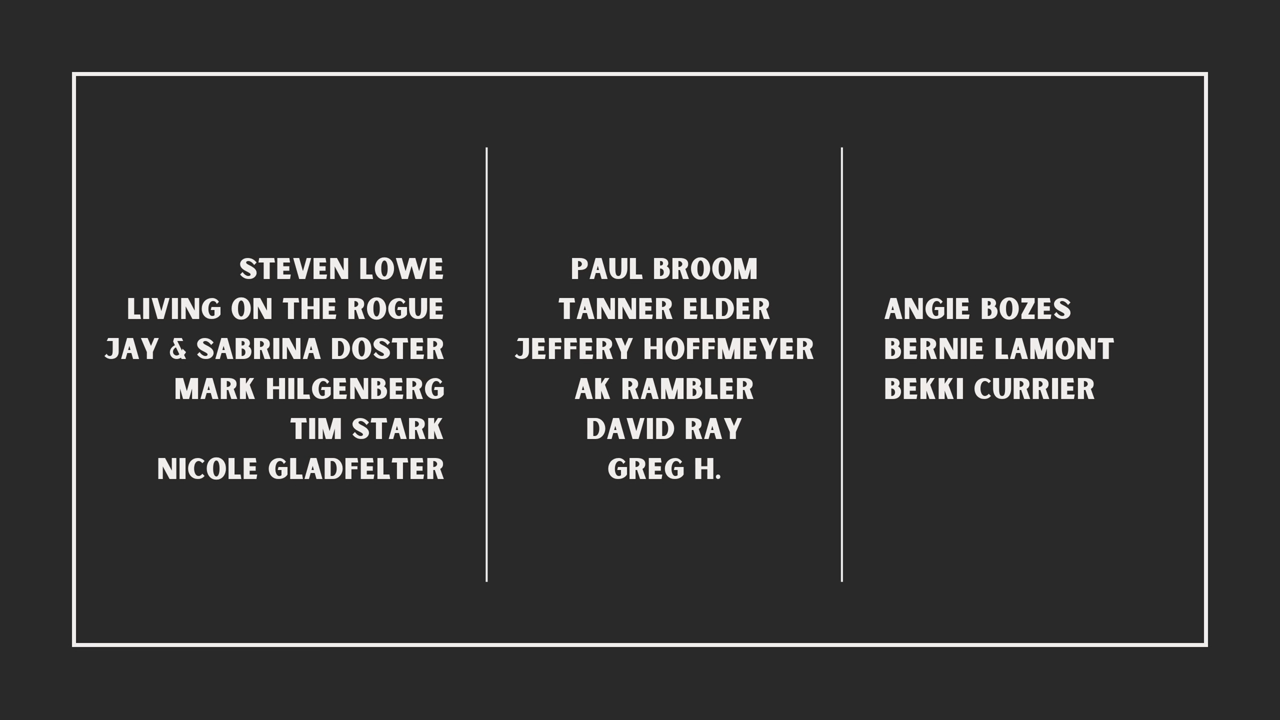 STEVEN LOWE
LIVING ON THE ROGUE
JAY & SABRINA DOSTER
MARK HILGENBERG
TIM STARK
NICOLE GLADFELTER
PAUL BROOM
TANNER ELDER
JEFFERY HOFFMEYER
AK RAMBLER
DAVID RAY
GREG H.
ANGIE BOZES
BERNIE LAMONT
BEKKI CURRIER